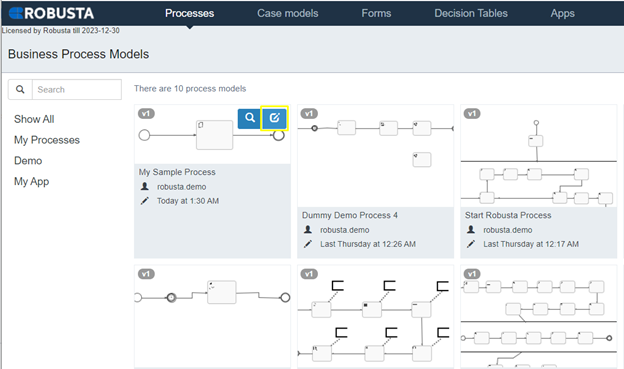 ROBUSTA
Processes Case models Forms Decision Tables Apps
Licensed by Robusta till 2023-12-30
Business Process Models
Search
There are 10 process models
Show All
My Processes
Demo
My App
v1
My Sample Process
robusta.demo
Today at 1:30 AM
v1
Dummy Demo Process 4
robusta.demo
Last Thursday at 12:26 AM
v1
Start Robusta Process
robusta.demo
Last Thursday at 12:17 AM
v1
v1
v1